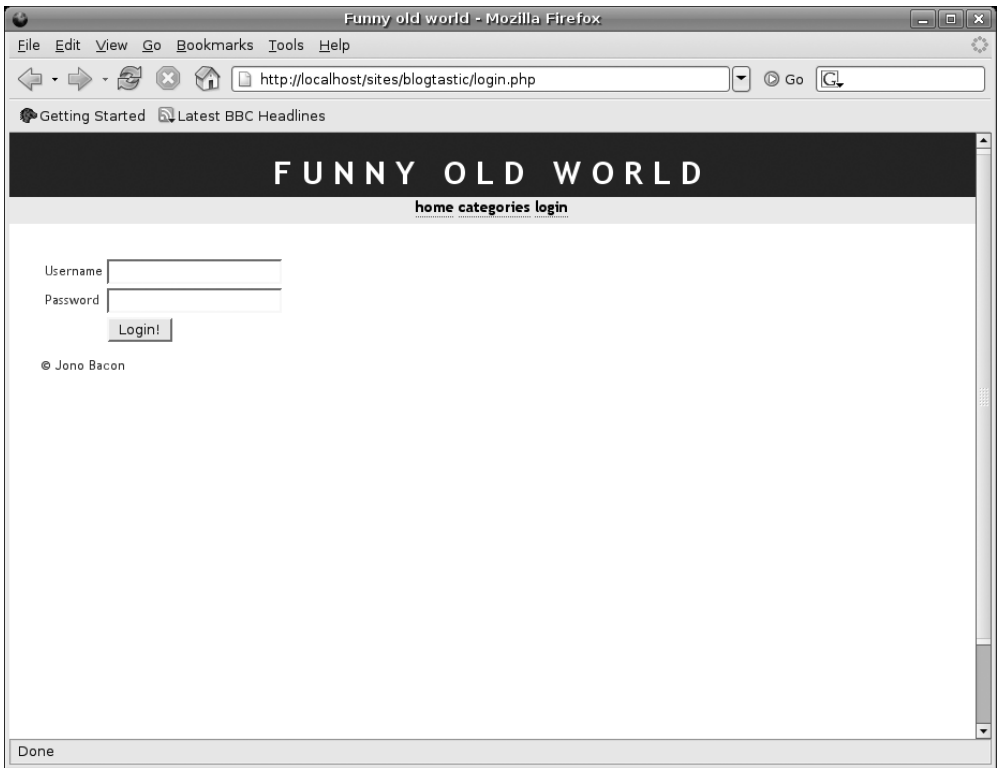 Funny old world - Mozilla Firefox
File Edit View Go Bookmarks Tools Help
http://localhost/sites/blogtastic/login.php
Go
G
Getting Started Latest BBC Headlines
FUNNY OLD WORLD
home categories login
Username
Password
Login!
© Jono Bacon
Done